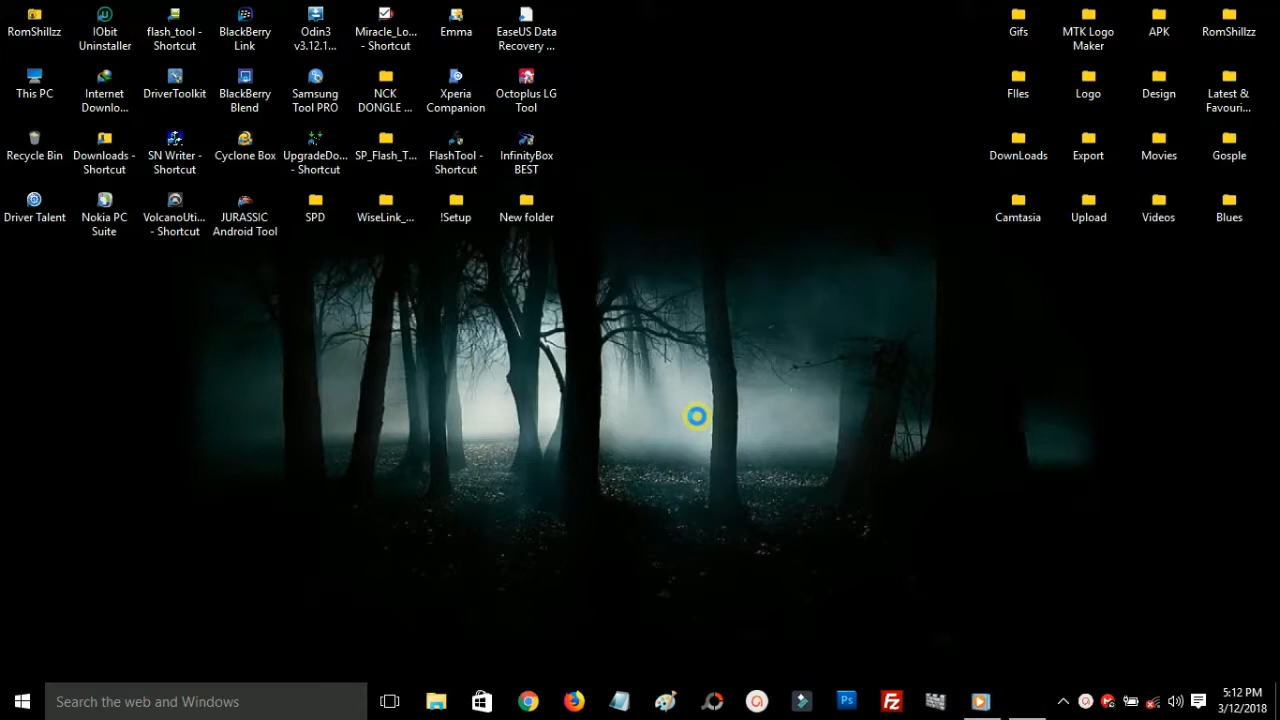 RomShillzz
IObit
Uninstaller
flash_tool -
Shortcut
BlackBerry
Link
Odin3
v3.12.1...
Miracle_Lo...
- Shortcut
Emma
EaseUS Data
Recovery ...
Gifs
MTK Logo
Maker
APK
RomShillzz
This PC
Internet
Downlo...
DriverToolkit
BlackBerry
Blend
Samsung
Tool PRO
NCK
DONGLE ...
Xperia
Companion
Octoplus LG
Tool
FIles
Logo
Design
Latest &
Favouri...
Recycle Bin
Downloads -
Shortcut
SN Writer -
Shortcut
Cyclone Box
UpgradeDo...
- Shortcut
SP_Flash_T...
FlashTool -
Shortcut
InfinityBox
BEST
DownLoads
Export
Movies
Gosple
Driver Talent
Nokia PC
Suite
VolcanoUti...
- Shortcut
JURASSIC
Android Tool
SPD
WiseLink_...
!Setup
New folder
Camtasia
Upload
Videos
Blues
Search the web and Windows
Ps
Fz
5:12 PM
3/12/2018